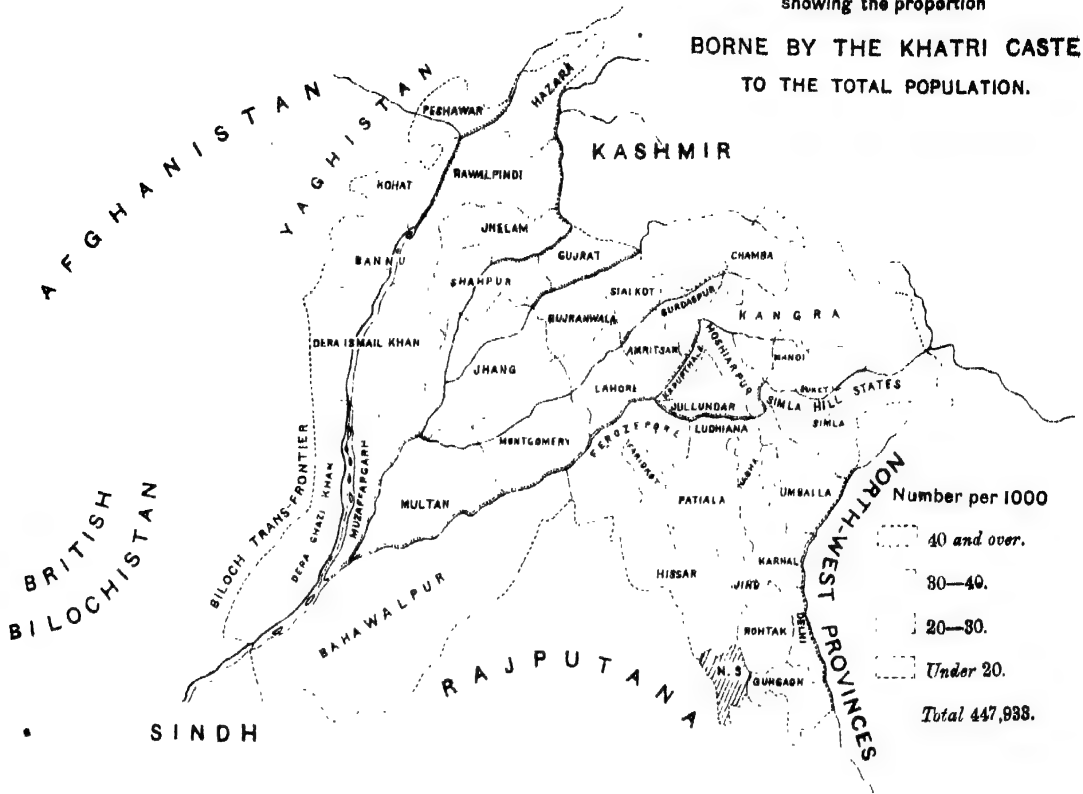 showing the proportion
BORNE BY THE KHATRI CASTE
TO THE TOTAL POPULATION.
AFGHANISTAN
YAGHISTAN
PESHAWAR
HAZARA
KASHMIR
KOHAT
RAWALPINDI
JHELAM
BANNU
GUJRAT
CHAMBA
SHAHPUR
SIALKOT
GURDASPUR
KANGRA
GUJRANWALA
DERA ISMAIL KHAN
AMRITSAR
HOSHIARPUR
MANDI
JHANG
KAPURTHALA
LAHORE
SUKET
SIMLA HILL STATES
JULLUNDAR
SIMLA
LUDHIANA
MONTGOMERY
FEROZEPORE
FARIDKOT
NABHA
BILOCH TRANS-FRONTIER
DERA GHAZI KHAN
MUZAFFARGARH
MULTAN
PATIALA
UMBALLA
NORTH-WEST PROVINCES
BRITISH
BILOCHISTAN
HISSAR
KARNAL
JIND
BAHAWALPUR
ROHTAK
DELHI
RAJPUTANA
N. S
GURGAON
SINDH
Number per 1000
40 and over.
30—40.
20—30.
Under 20.
Total 447,933.